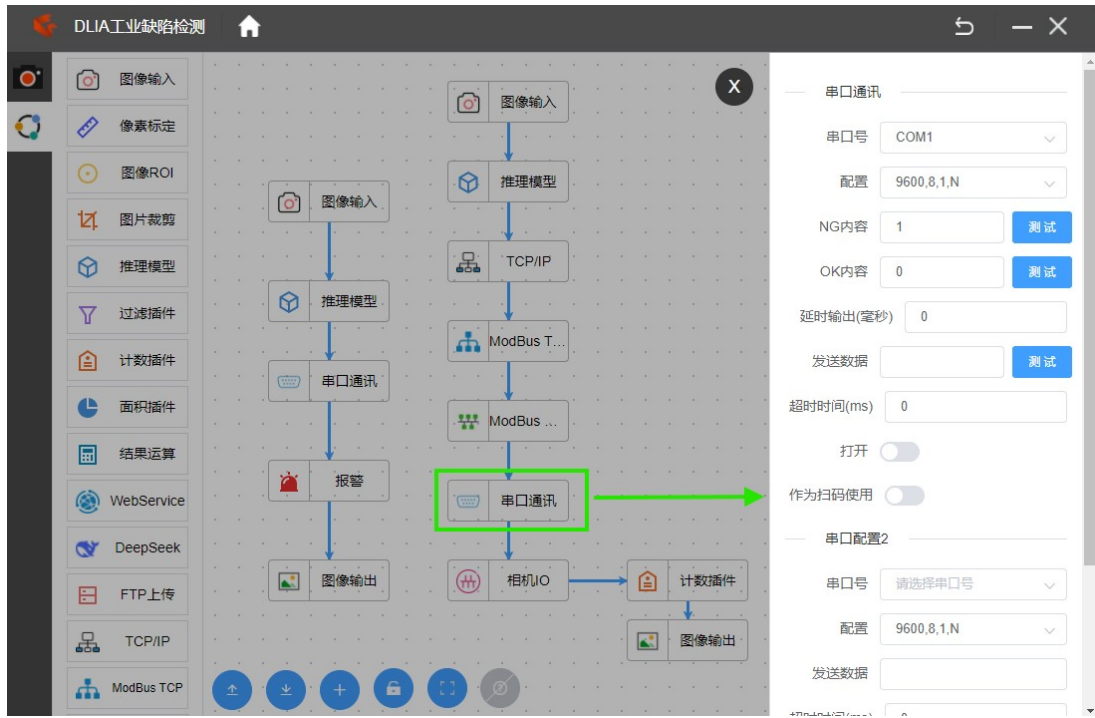 DLIA工业缺陷检测
图像输入
像素标定
图像ROI
图片裁剪
推理模型
过滤插件
计数插件
面积插件
结果运算
WebService
DeepSeek
FTP上传
TCP/IP
ModBus TCP
图像输入
推理模型
串口通讯
报警
图像输出
图像输入
推理模型
TCP/IP
ModBus T...
ModBus ...
串口通讯
相机IO
计数插件
图像输出
X
串口通讯
串口号 COM1
配置 9600,8,1,N
NG内容 1 测试
OK内容 0 测试
延时输出(毫秒) 0
发送数据 测试
超时时间(ms) 0
打开
作为扫码使用
串口配置2
串口号 请选择串口号
配置 9600,8,1,N
发送数据
超时时间(ms) 0